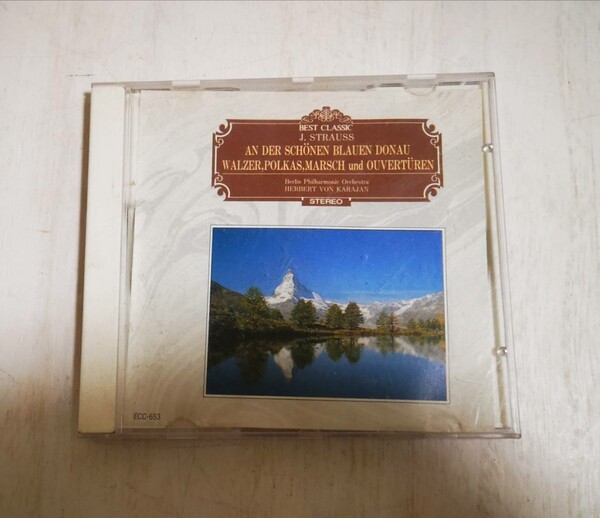 BEST CLASSIC
J. STRAUSS
AN DER SCHÖNEN BLAUEN DONAU
WALZER,POLKAS,MARSCH und OUVERTÜREN
Berlin Philharmonic Orchestra
HERBERT VON KARAJAN
STEREO
ECC-653